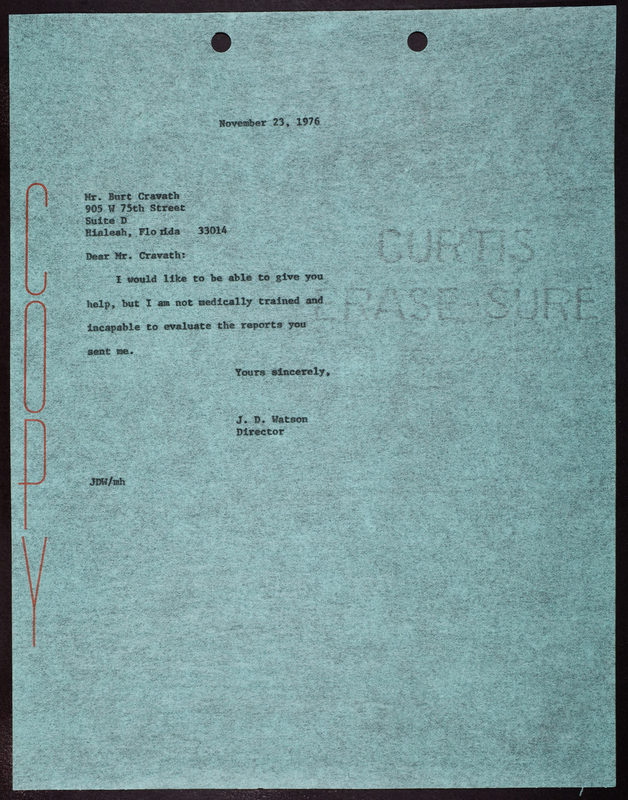 November 23, 1976
Mr. Burt Cravath
905 W 75th Street
Suite D
Hialeah, Florida 33014
Dear Mr. Cravath:
I would like to be able to give you
help, but I am not medically trained and
incapable to evaluate the reports you
sent me.
Yours sincerely,
J. D. Watson
Director
JDW/mh
COPY
CURTIS
ERASE-SURE